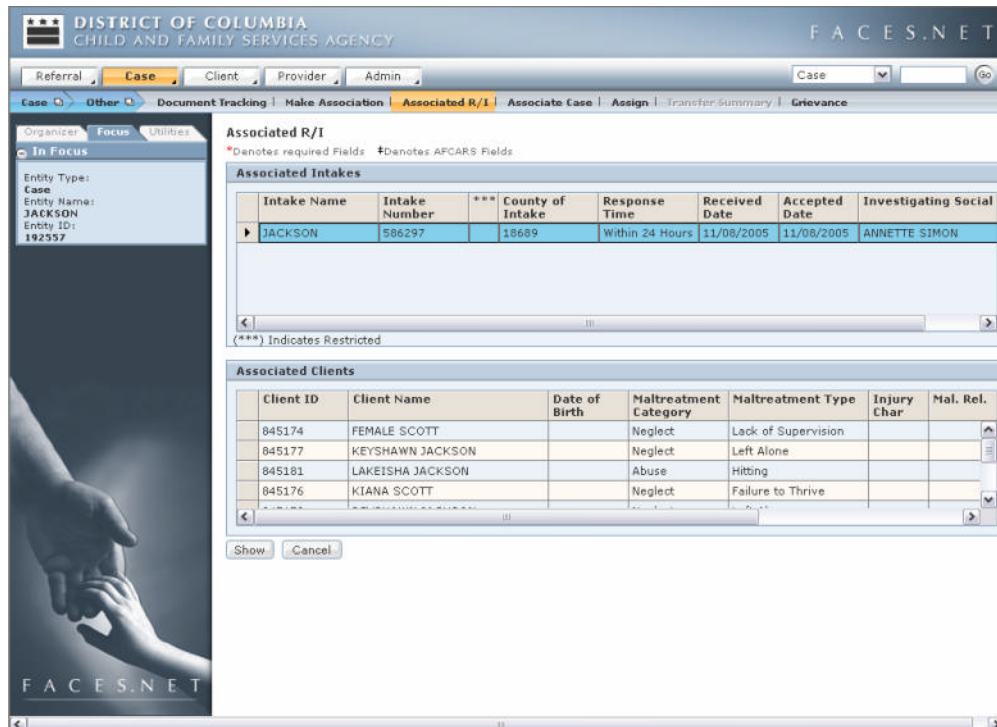 DISTRICT OF COLUMBIA
CHILD AND FAMILY SERVICES AGENCY
FACES.NET
Referral Case Client Provider Admin Case Go
Case Other Document Tracking | Make Association | Associated R/I | Associate Case | Assign | Transfer Summary | Grievance
Organizer Focus Utilities
In Focus
Entity Type:
Case
Entity Name:
JACKSON
Entity ID:
192557
Associated R/I
*Denotes required Fields ‡Denotes AFCARS Fields
Associated Intakes
Intake Name Intake Number *** County of Intake Response Time Received Date Accepted Date Investigating Social
JACKSON 586297 18689 Within 24 Hours 11/08/2005 11/08/2005 ANNETTE SIMON
(***) Indicates Restricted
Associated Clients
Client ID Client Name Date of Birth Maltreatment Category Maltreatment Type Injury Char Mal. Rel.
845174 FEMALE SCOTT Neglect Lack of Supervision
845177 KEYSHAWN JACKSON Neglect Left Alone
845181 LAKEISHA JACKSON Abuse Hitting
845176 KIANA SCOTT Neglect Failure to Thrive
Show Cancel
FACES.NET